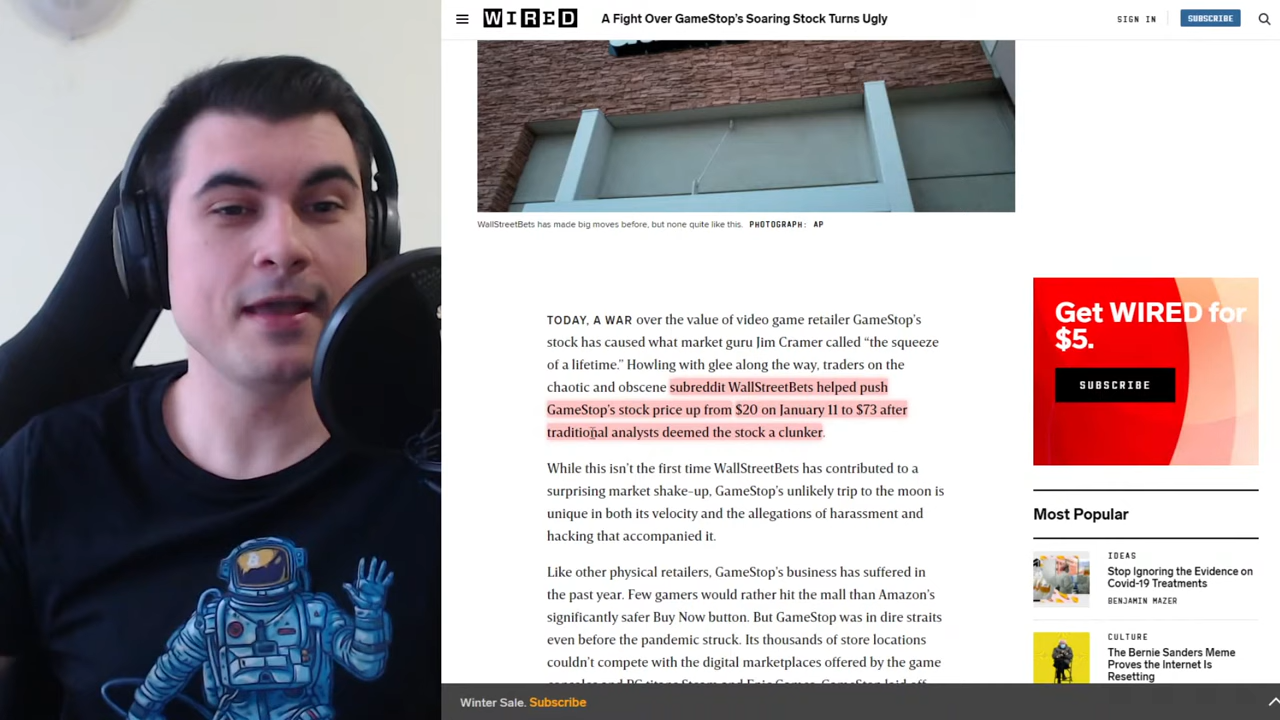 WIRED
A Fight Over GameStop's Soaring Stock Turns Ugly
SIGN IN
SUBSCRIBE
WallStreetBets has made big moves before, but none quite like this. PHOTOGRAPH: AP
TODAY, A WAR over the value of video game retailer GameStop's
stock has caused what market guru Jim Cramer called “the squeeze
of a lifetime.” Howling with glee along the way, traders on the
chaotic and obscene subreddit WallStreetBets helped push
GameStop's stock price up from $20 on January 11 to $73 after
traditional analysts deemed the stock a clunker.
While this isn't the first time WallStreetBets has contributed to a
surprising market shake-up, GameStop's unlikely trip to the moon is
unique in both its velocity and the allegations of harassment and
hacking that accompanied it.
Like other physical retailers, GameStop's business has suffered in
the past year. Few gamers would rather hit the mall than Amazon's
significantly safer Buy Now button. But GameStop was in dire straits
even before the pandemic struck. Its thousands of store locations
couldn't compete with the digital marketplaces offered by the game
Get WIRED for
$5.
SUBSCRIBE
Most Popular
IDEAS
Stop Ignoring the Evidence on
Covid-19 Treatments
BENJAMIN MAZER
CULTURE
The Bernie Sanders Meme
Proves the Internet Is
Resetting
Winter Sale. Subscribe